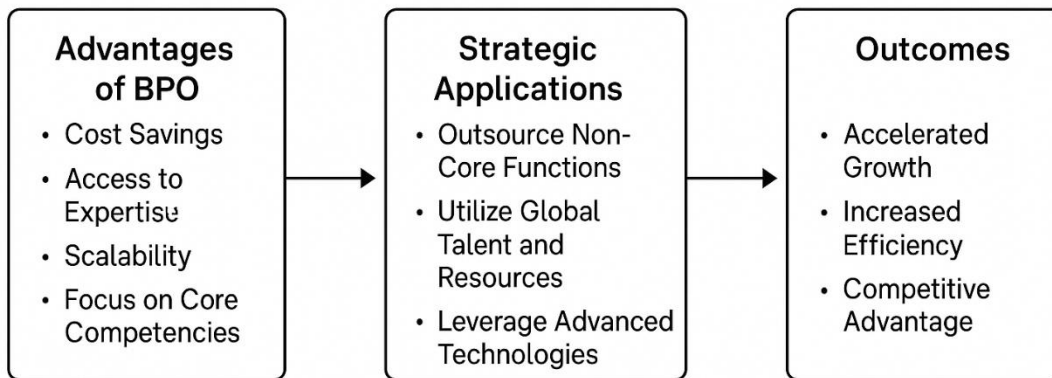 Advantages
of BPO
• Cost Savings
• Access to
Expertise
• Scalability
• Focus on Core
Competencies
Strategic
Applications
• Outsource Non-
Core Functions
• Utilize Global
Talent and
Resources
• Leverage Advanced
Technologies
Outcomes
• Accelerated
Growth
• Increased
Efficiency
• Competitive
Advantage